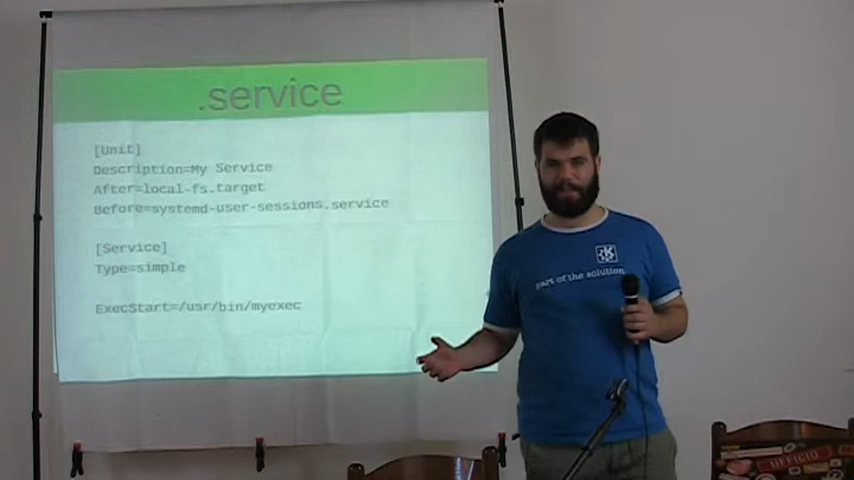 .service
[Unit]
Description=My Service
After=local-fs.target
Before=systemd-user-sessions.service
[Service]
Type=simple
ExecStart=/usr/bin/myexec
K
part of the solution
UFFICIO